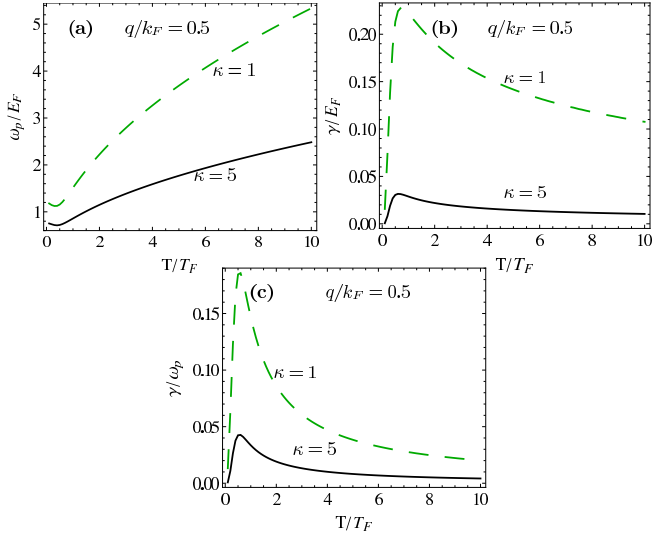 (a) q/k_F = 0.5
κ = 1
κ = 5
ω_p/E_F
5
4
3
2
1
0 2 4 6 8 10
T/T_F
(b) q/k_F = 0.5
κ = 1
κ = 5
γ/E_F
0.20
0.15
0.10
0.05
0.00
0 2 4 6 8 10
T/T_F
(c) q/k_F = 0.5
κ = 1
κ = 5
γ/ω_p
0.15
0.10
0.05
0.00
0 2 4 6 8 10
T/T_F